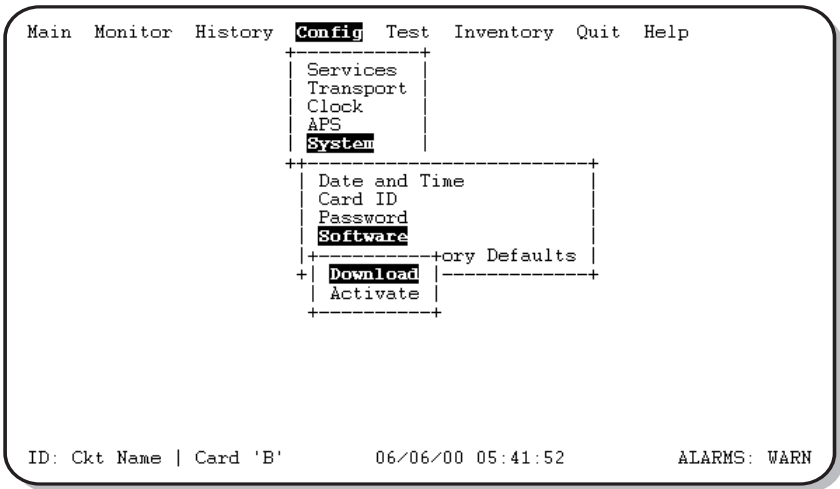 Main Monitor History Config Test Inventory Quit Help
Services
Transport
Clock
APS
System
Date and Time
Card ID
Password
Software
ory Defaults
Download
Activate
ID: Ckt Name | Card 'B' 06/06/00 05:41:52 ALARMS: WARN